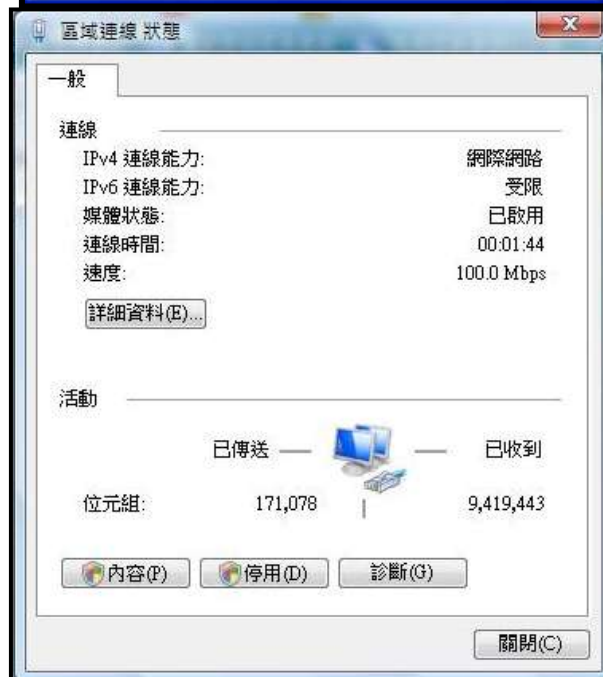 區域連線 狀態
一般
連線
IPv4 連線能力: 網際網路
IPv6 連線能力: 受限
媒體狀態: 已啟用
連線時間: 00:01:44
速度: 100.0 Mbps
詳細資料(E)...
活動
已傳送 已收到
位元組: 171,078 9,419,443
內容(P) 停用(D) 診斷(G)
關閉(C)